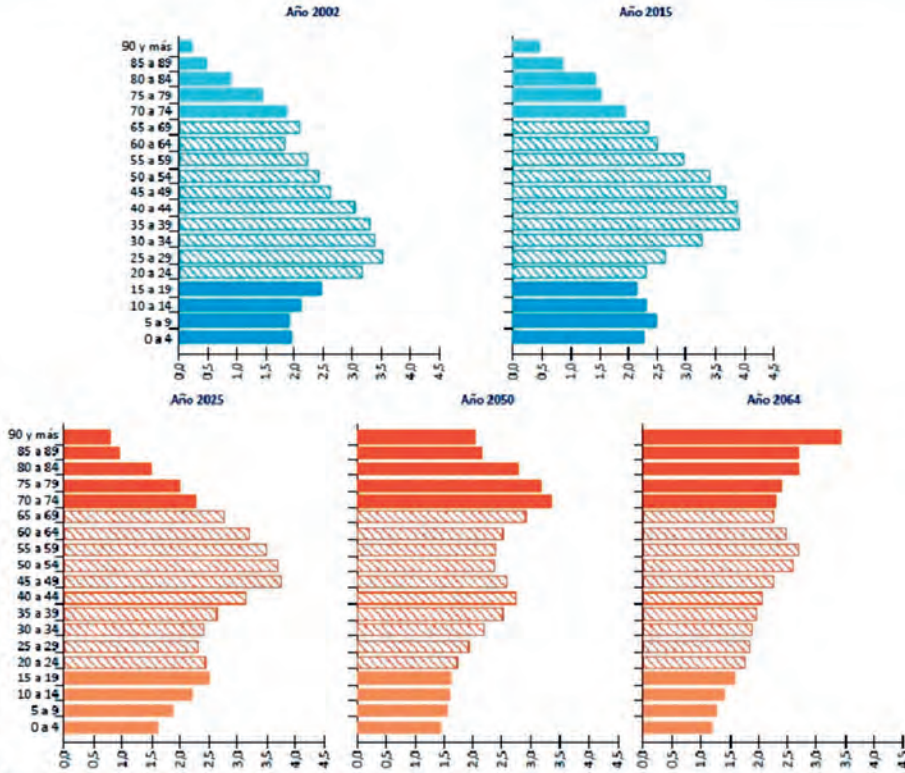 Año 2002
Año 2015
90 y más
85 a 89
80 a 84
75 a 79
70 a 74
65 a 69
60 a 64
55 a 59
50 a 54
45 a 49
40 a 44
35 a 39
30 a 34
25 a 29
20 a 24
15 a 19
10 a 14
5 a 9
0 a 4
0,0 0,5 1,0 1,5 2,0 2,5 3,0 3,5 4,0 4,5
0,0 0,5 1,0 1,5 2,0 2,5 3,0 3,5 4,0 4,5
Año 2025
Año 2050
Año 2064
90 y más
85 a 89
80 a 84
75 a 79
70 a 74
65 a 69
60 a 64
55 a 59
50 a 54
45 a 49
40 a 44
35 a 39
30 a 34
25 a 29
20 a 24
15 a 19
10 a 14
5 a 9
0 a 4
0,0 0,5 1,0 1,5 2,0 2,5 3,0 3,5 4,0 4,5
0,0 0,5 1,0 1,5 2,0 2,5 3,0 3,5 4,0 4,5
0,0 0,5 1,0 1,5 2,0 2,5 3,0 3,5 4,0 4,5